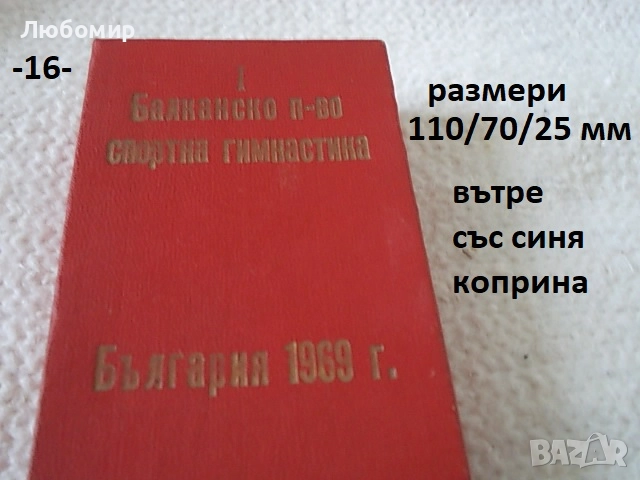 Любомир
-16-
I
Балканско п-во
спортна гимнастика
България 1969 г.
размери
110/70/25 мм
вътре
със синя
коприна
BAZAR